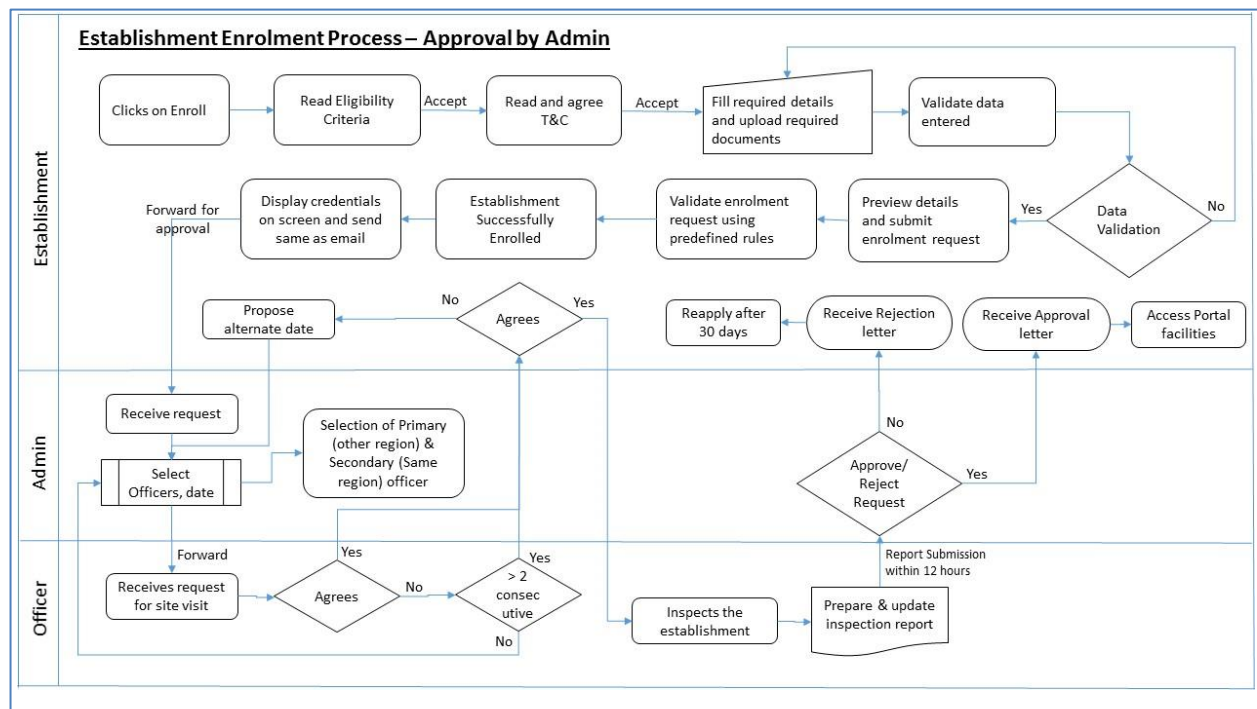 Establishment Enrolment Process – Approval by Admin
Establishment
Clicks on Enroll
Read Eligibility
Criteria
Accept
Read and agree
T&C
Accept
Fill required details
and upload required
documents
Validate data
entered
Data
Validation
No
Yes
Preview details
and submit
enrolment request
Validate enrolment
request using
predefined rules
Establishment
Successfully
Enrolled
Display credentials
on screen and send
same as email
Forward for
approval
Propose
alternate date
No
Agrees
Yes
Reapply after
30 days
Receive Rejection
letter
Receive Approval
letter
Access Portal
facilities
Admin
Receive request
Select
Officers, date
Selection of Primary
(other region) &
Secondary (Same
region) officer
No
Approve/
Reject
Request
Yes
Officer
Forward
Receives request
for site visit
Yes
Agrees
No
Yes
> 2
consec
utive
No
Inspects the
establishment
Prepare & update
inspection report
Report Submission
within 12 hours